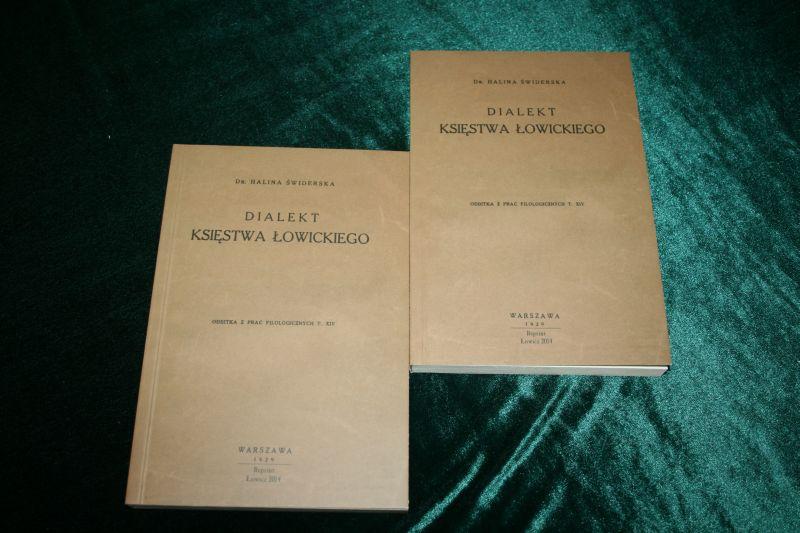 Dr. HALINA ŚWIDERSKA
DIALEKT
KSIĘSTWA ŁOWICKIEGO
ODBITKA Z PRAC FILOLOGICZNYCH T. XIV
WARSZAWA
1929
Reprint
Łowicz 2014
Dr. HALINA ŚWIDERSKA
DIALEKT
KSIĘSTWA ŁOWICKIEGO
ODBITKA Z PRAC FILOLOGICZNYCH T. XIV
WARSZAWA
1929
Reprint
Łowicz 2014